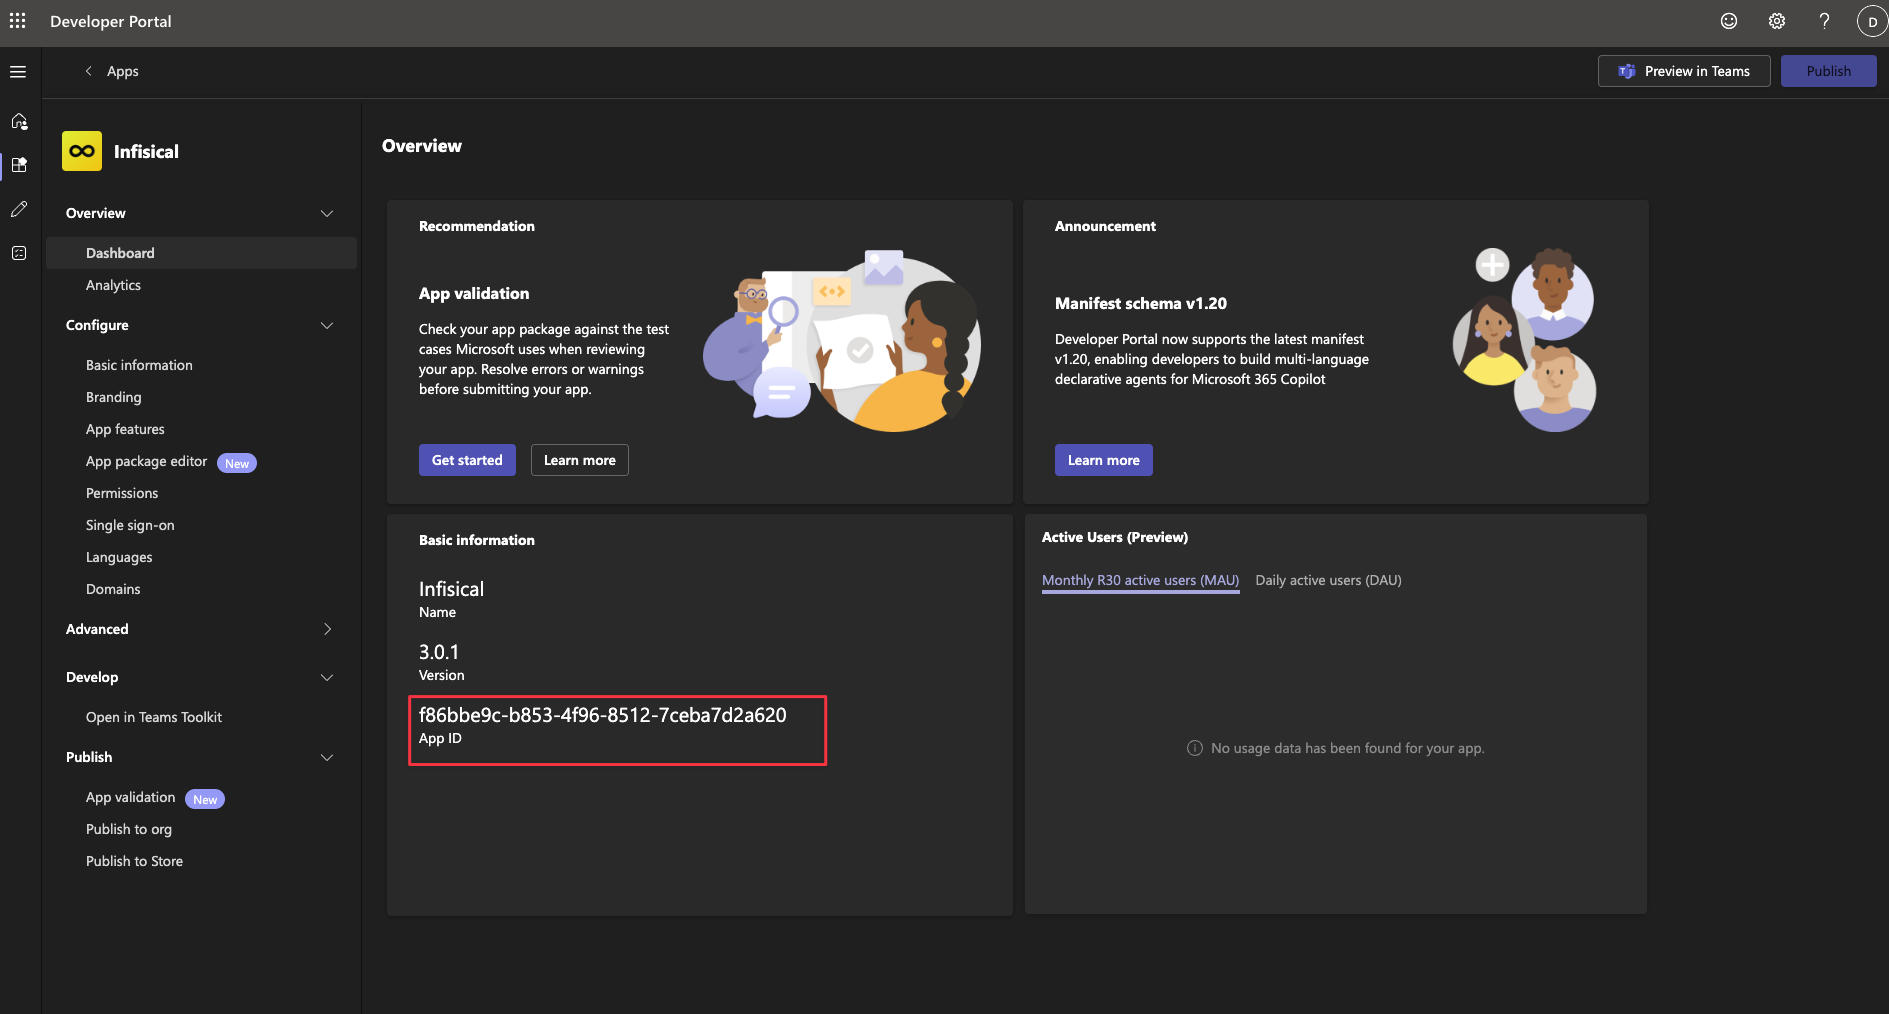 Developer Portal
D
Apps
Preview in Teams
Publish
Infisical
Overview
Dashboard
Analytics
Configure
Basic information
Branding
App features
App package editor New
Permissions
Single sign-on
Languages
Domains
Advanced
Develop
Open in Teams Toolkit
Publish
App validation New
Publish to org
Publish to Store
Overview
Recommendation
App validation
Check your app package against the test
cases Microsoft uses when reviewing
your app. Resolve errors or warnings
before submitting your app.
Get started
Learn more
Announcement
Manifest schema v1.20
Developer Portal now supports the latest manifest
v1.20, enabling developers to build multi-language
declarative agents for Microsoft 365 Copilot
Learn more
Basic information
Infisical
Name
3.0.1
Version
f86bbe9c-b853-4f96-8512-7ceba7d2a620
App ID
Active Users (Preview)
Monthly R30 active users (MAU) Daily active users (DAU)
No usage data has been found for your app.